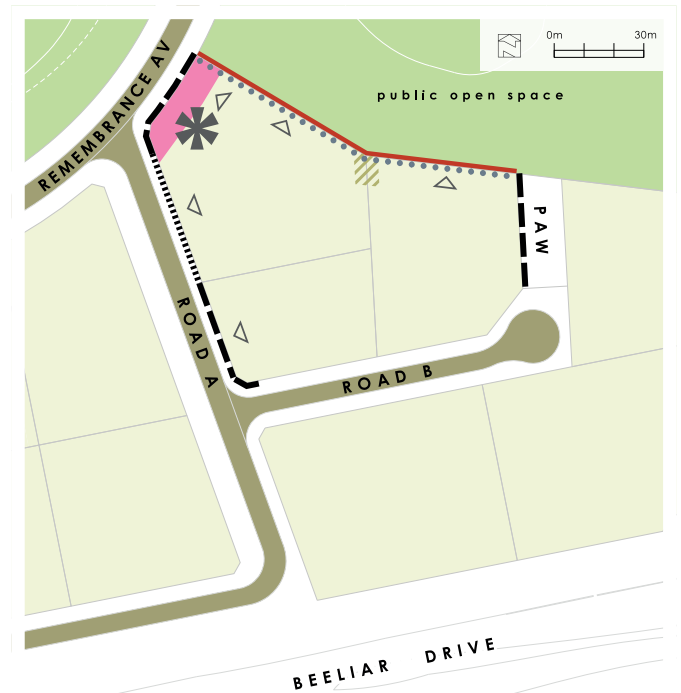 0m 30m
public open space
REMEMBRANCE AV
PAW
ROAD A
ROAD B
BEELIAR DRIVE